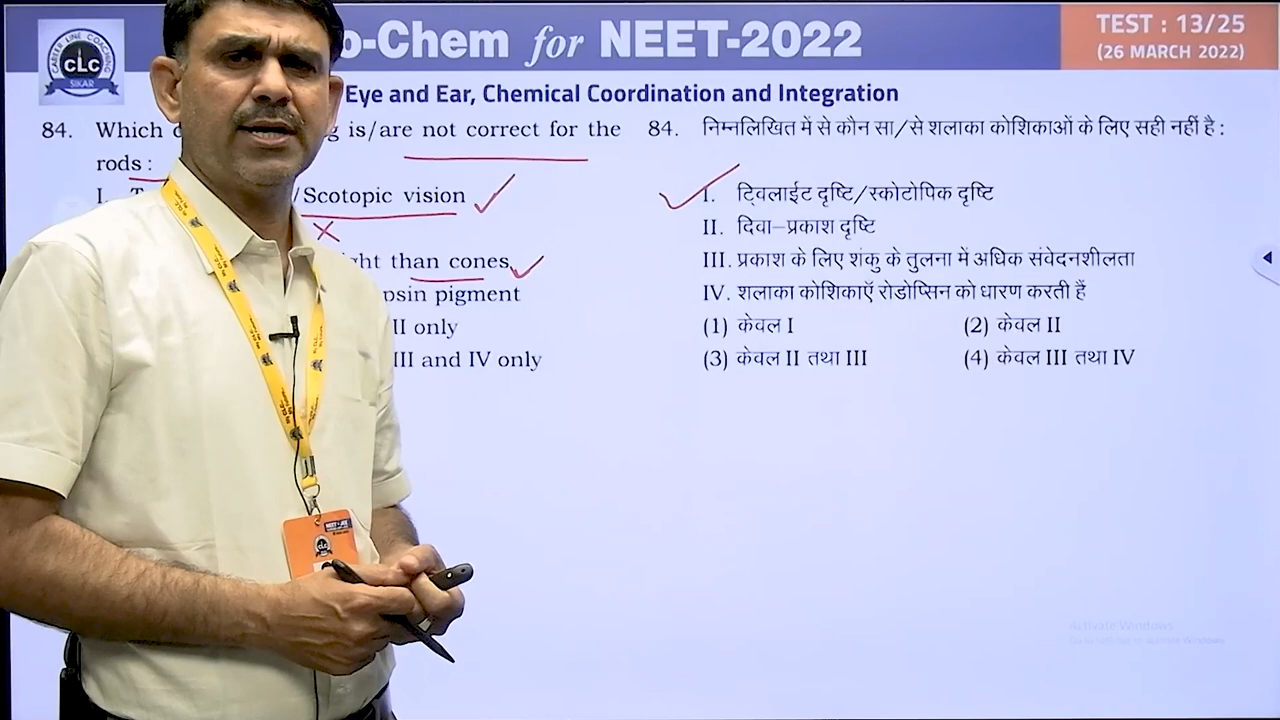 o-Chem for NEET-2022
TEST : 13/25
(26 MARCH 2022)
CAREER LINE COACHING
CLC
SIKAR
Eye and Ear, Chemical Coordination and Integration
84. Which g is/are not correct for the
rods :
I. /Scotopic vision
ght than cones
psin pigment
II only
III and IV only
84. निम्नलिखित में से कौन सा/से शलाका कोशिकाओं के लिए सही नहीं है :
I. ट्विलाईट दृष्टि/स्कोटोपिक दृष्टि
II. दिवा–प्रकाश दृष्टि
III. प्रकाश के लिए शंकु के तुलना में अधिक संवेदनशीलता
IV. शलाका कोशिकाएँ रोडोप्सिन को धारण करती हैं
(1) केवल I (2) केवल II
(3) केवल II तथा III (4) केवल III तथा IV
Activate Windows
NEET • JEE
CLC